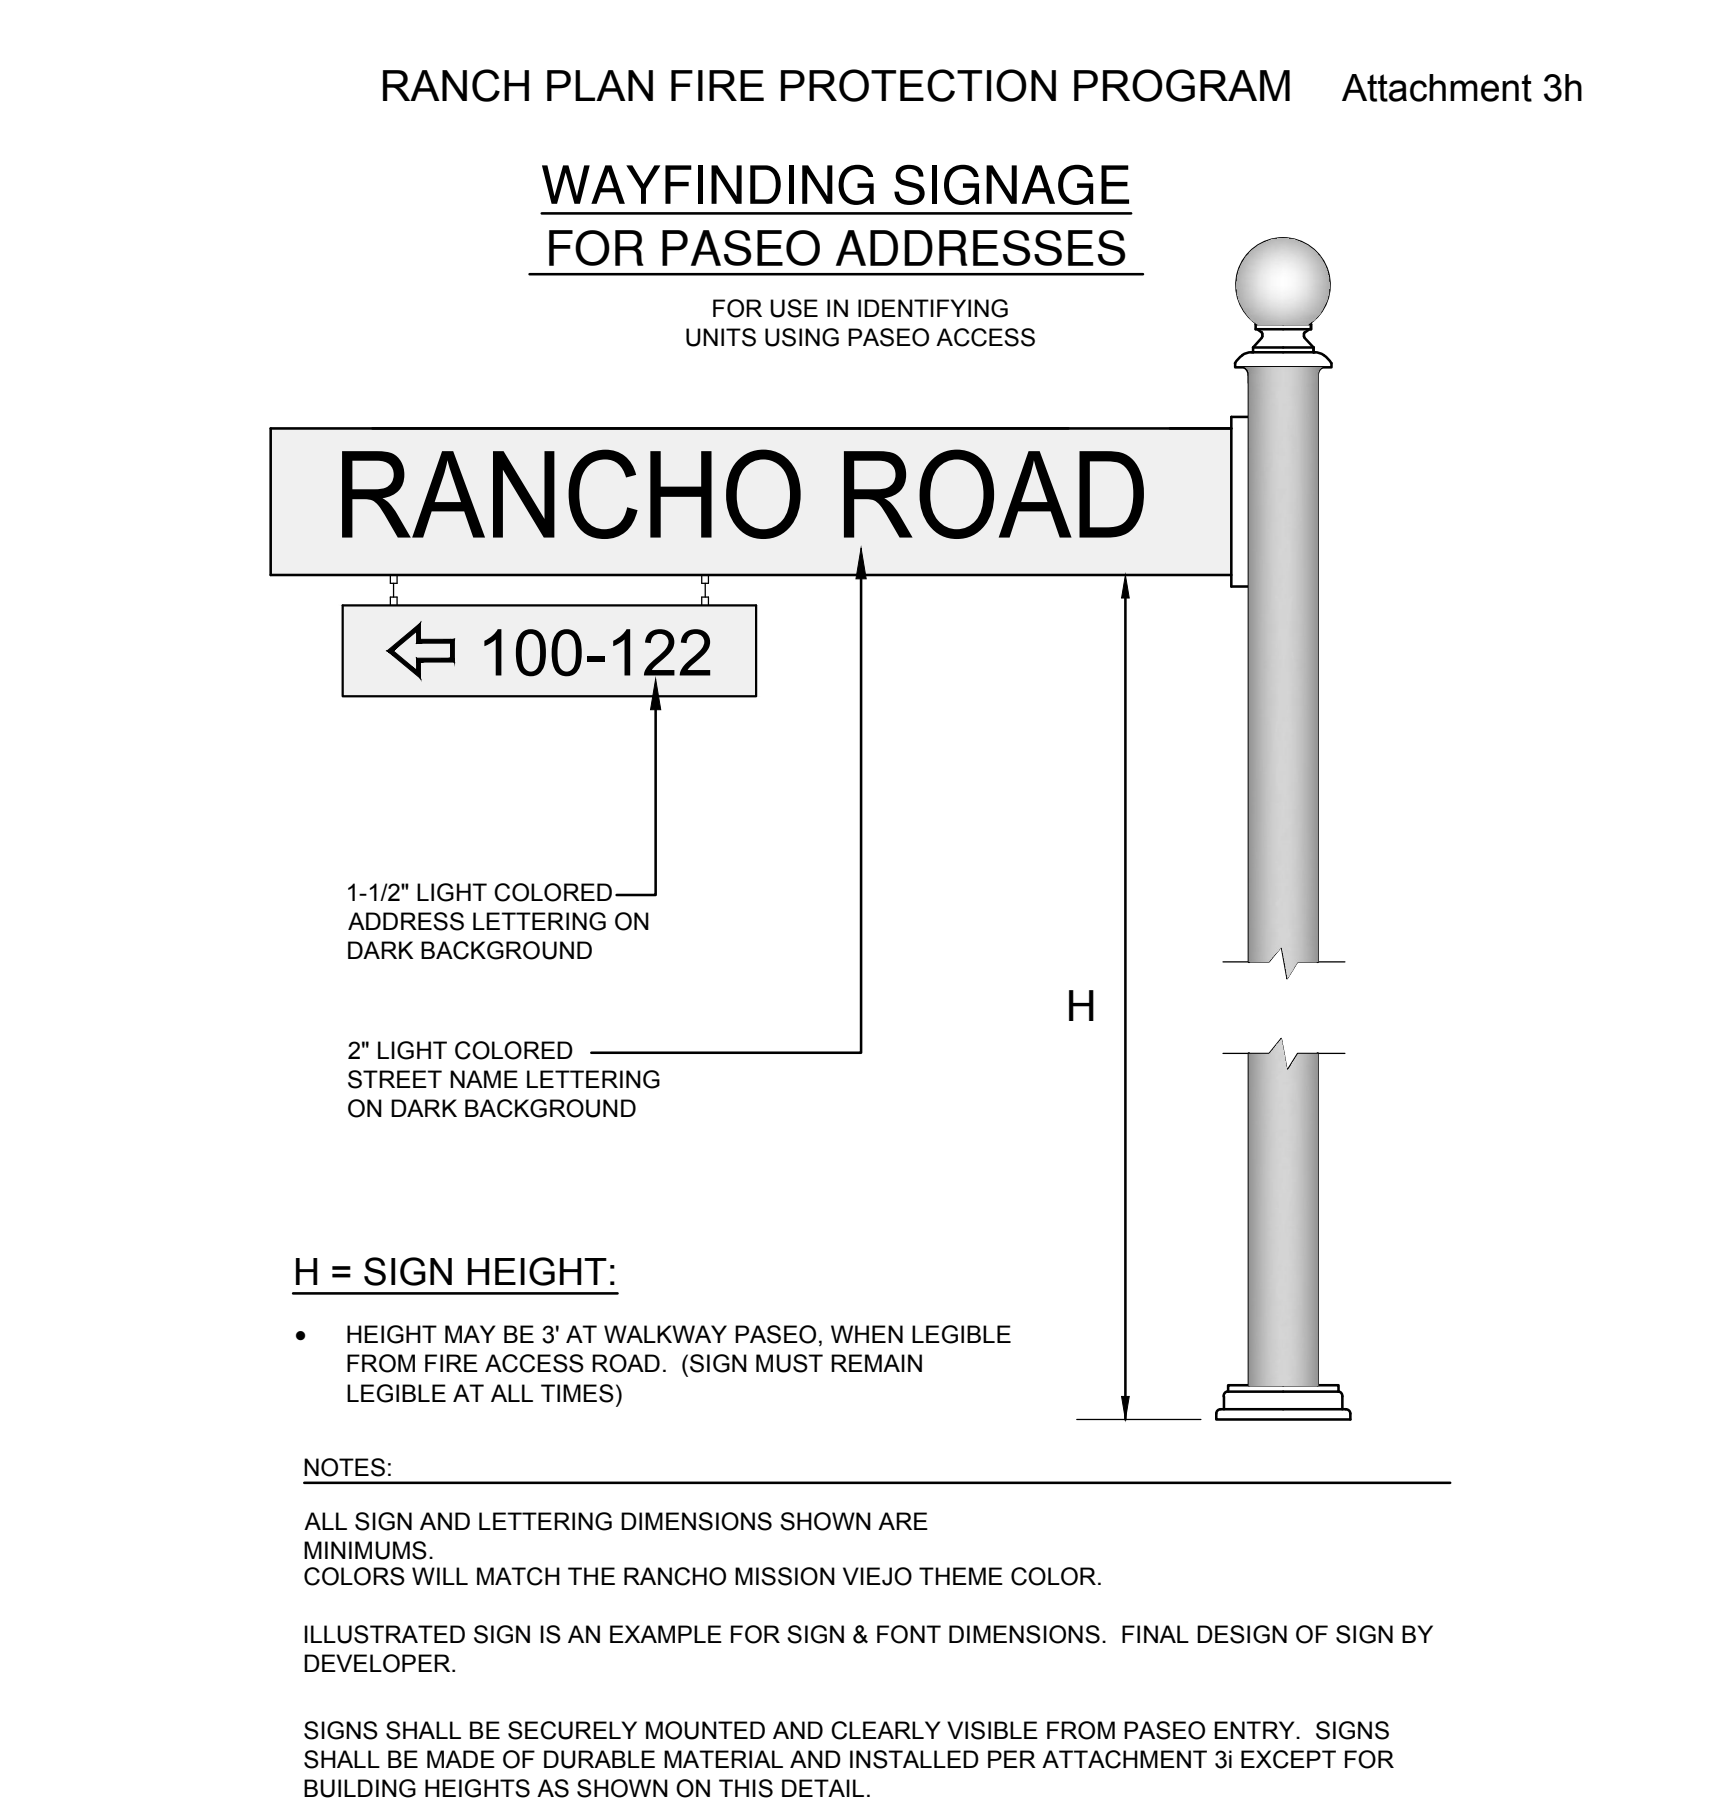 RANCH PLAN FIRE PROTECTION PROGRAM Attachment 3h
WAYFINDING SIGNAGE
FOR PASEO ADDRESSES
FOR USE IN IDENTIFYING
UNITS USING PASEO ACCESS
RANCHO ROAD
100-122
1-1/2" LIGHT COLORED
ADDRESS LETTERING ON
DARK BACKGROUND
H
2" LIGHT COLORED
STREET NAME LETTERING
ON DARK BACKGROUND
H = SIGN HEIGHT:
• HEIGHT MAY BE 3' AT WALKWAY PASEO, WHEN LEGIBLE
FROM FIRE ACCESS ROAD. (SIGN MUST REMAIN
LEGIBLE AT ALL TIMES)
NOTES:
ALL SIGN AND LETTERING DIMENSIONS SHOWN ARE
MINIMUMS.
COLORS WILL MATCH THE RANCHO MISSION VIEJO THEME COLOR.
ILLUSTRATED SIGN IS AN EXAMPLE FOR SIGN & FONT DIMENSIONS. FINAL DESIGN OF SIGN BY
DEVELOPER.
SIGNS SHALL BE SECURELY MOUNTED AND CLEARLY VISIBLE FROM PASEO ENTRY. SIGNS
SHALL BE MADE OF DURABLE MATERIAL AND INSTALLED PER ATTACHMENT 3i EXCEPT FOR
BUILDING HEIGHTS AS SHOWN ON THIS DETAIL.